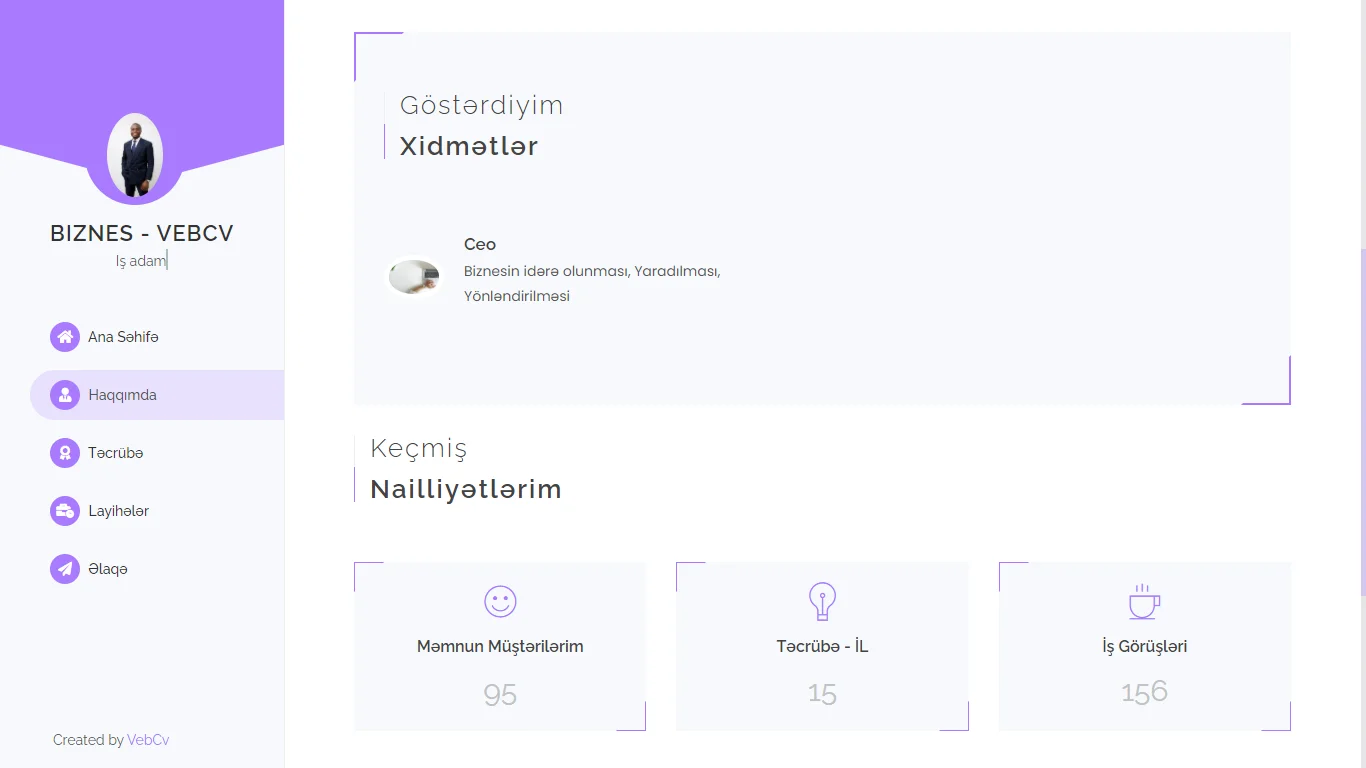 BIZNES - VEBCV
Iş adam
Ana Səhifə
Haqqımda
Təcrübə
Layihələr
Əlaqə
Created by VebCv
Göstərdiyim
Xidmətlər
Ceo
Biznesin idərə olunması, Yaradılması,
Yönləndirilməsi
Keçmiş
Nailliyətlərim
Məmnun Müştərilərim
95
Təcrübə - İL
15
İş Görüşləri
156